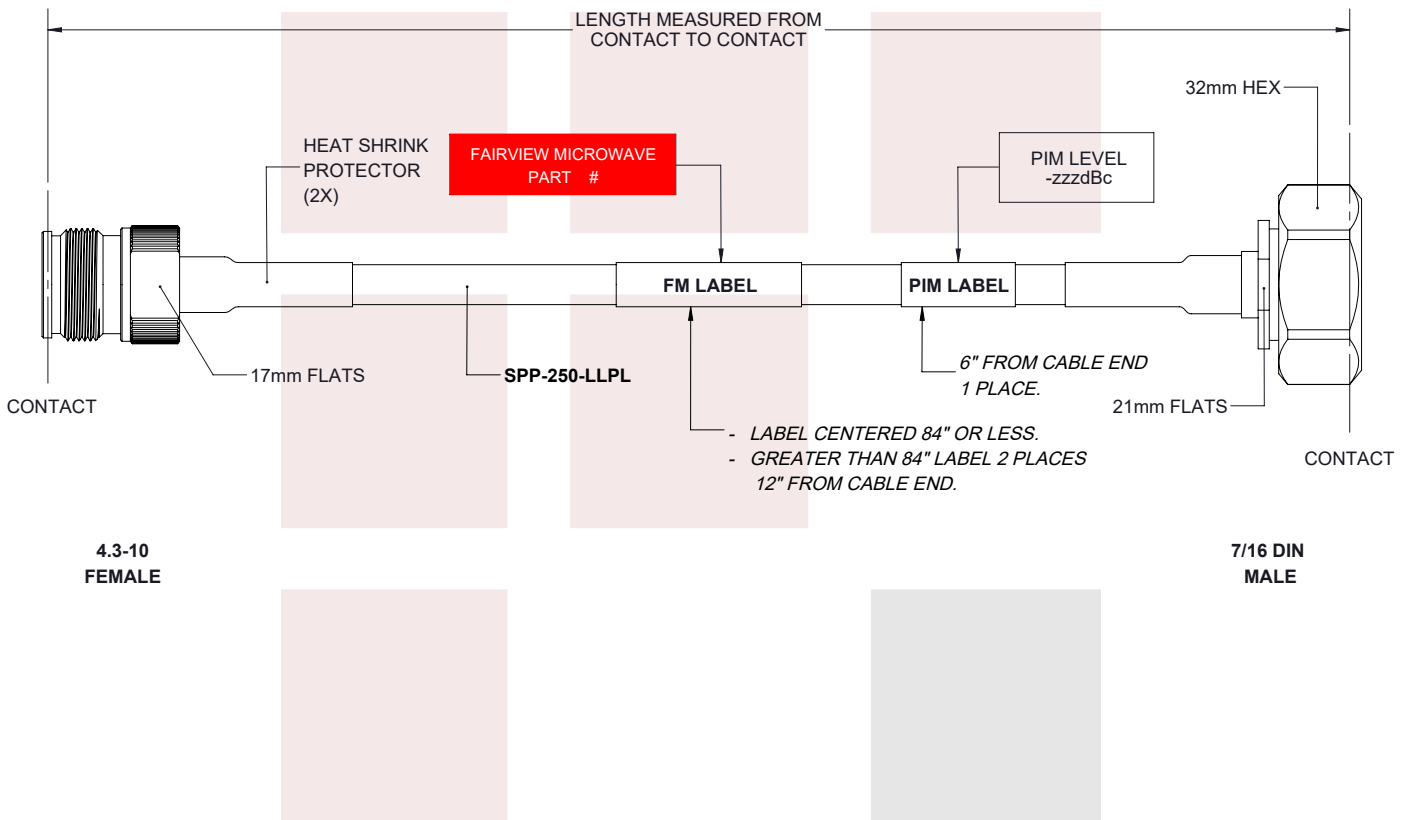 LENGTH MEASURED FROM
CONTACT TO CONTACT
32mm HEX
HEAT SHRINK
PROTECTOR
(2X)
FAIRVIEW MICROWAVE
PART #
PIM LEVEL
-zzzdBc
FM LABEL
PIM LABEL
17mm FLATS
SPP-250-LLPL
6" FROM CABLE END
1 PLACE.
21mm FLATS
CONTACT
- LABEL CENTERED 84" OR LESS.
- GREATER THAN 84" LABEL 2 PLACES
12" FROM CABLE END.
CONTACT
4.3-10
FEMALE
7/16 DIN
MALE